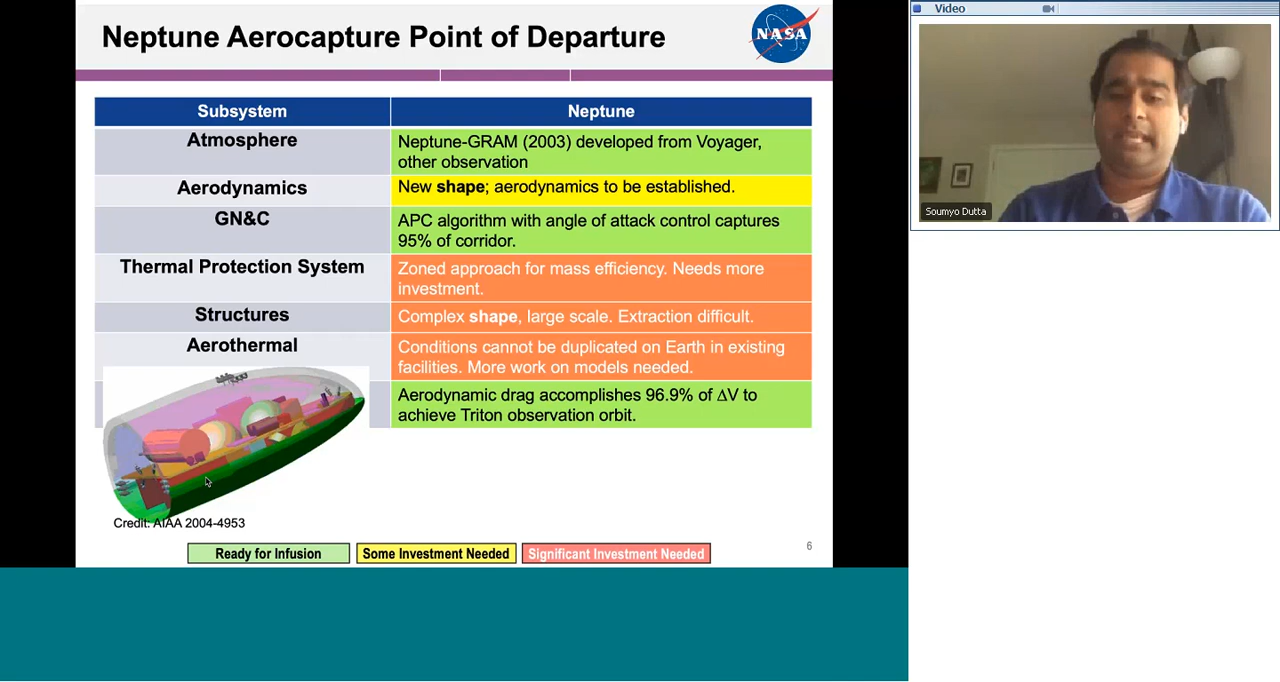 Neptune Aerocapture Point of Departure
NASA
Subsystem
Neptune
Atmosphere
Neptune-GRAM (2003) developed from Voyager,
other observation
Aerodynamics
New shape; aerodynamics to be established.
GN&C
APC algorithm with angle of attack control captures
95% of corridor.
Thermal Protection System
Zoned approach for mass efficiency. Needs more
investment.
Structures
Complex shape, large scale. Extraction difficult.
Aerothermal
Conditions cannot be duplicated on Earth in existing
facilities. More work on models needed.
Aerodynamic drag accomplishes 96.9% of ΔV to
achieve Triton observation orbit.
Credit: AIAA 2004-4953
Ready for Infusion
Some Investment Needed
Significant Investment Needed
6
Video
Soumyo Dutta